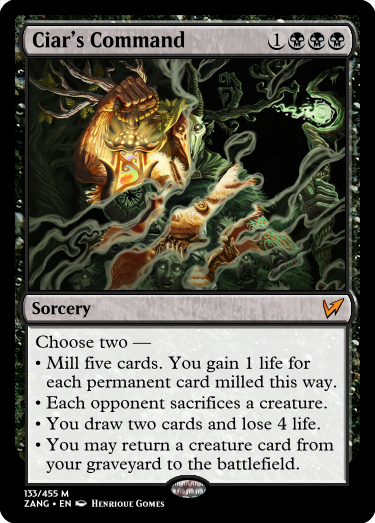 Ciar's Command 1
Sorcery
Choose two —
• Mill five cards. You gain 1 life for
each permanent card milled this way.
• Each opponent sacrifices a creature.
• You draw two cards and lose 4 life.
• You may return a creature card from
your graveyard to the battlefield.
133/455 M
ZANG • EN Henrique Gomes